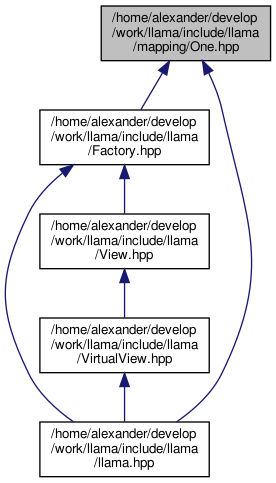 /home/alexander/develop
/work/llama/include/llama
/mapping/One.hpp
/home/alexander/develop
/work/llama/include/llama
/Factory.hpp
/home/alexander/develop
/work/llama/include/llama
/View.hpp
/home/alexander/develop
/work/llama/include/llama
/VirtualView.hpp
/home/alexander/develop
/work/llama/include/llama
/llama.hpp